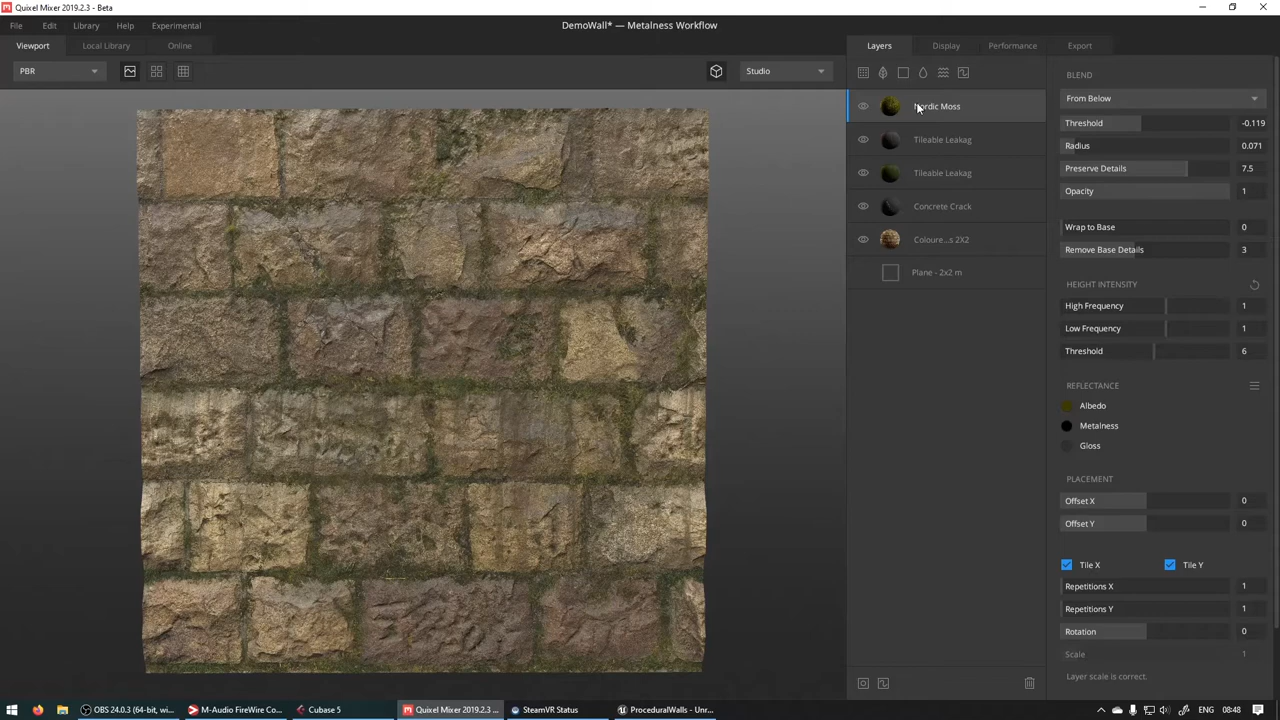 Quixel Mixer 2019.2.3 - Beta
File Edit Library Help Experimental
DemoWall* — Metalness Workflow
Viewport Local Library Online
PBR
Studio
Layers Display Performance Export
Nordic Moss
Tileable Leakag
Tileable Leakag
Concrete Crack
Coloure...s 2X2
Plane - 2x2 m
BLEND
From Below
Threshold -0.119
Radius 0.071
Preserve Details 7.5
Opacity 1
Wrap to Base 0
Remove Base Details 3
HEIGHT INTENSITY
High Frequency 1
Low Frequency 1
Threshold 6
REFLECTANCE
Albedo
Metalness
Gloss
PLACEMENT
Offset X 0
Offset Y 0
Tile X Tile Y
Repetitions X 1
Repetitions Y 1
Rotation 0
Scale 1
Layer scale is correct.
OBS 24.0.3 (64-bit, wi... M-Audio FireWire Co... Cubase 5 Quixel Mixer 2019.2.3 ... SteamVR Status ProceduralWalls - Unr... ENG 08:48